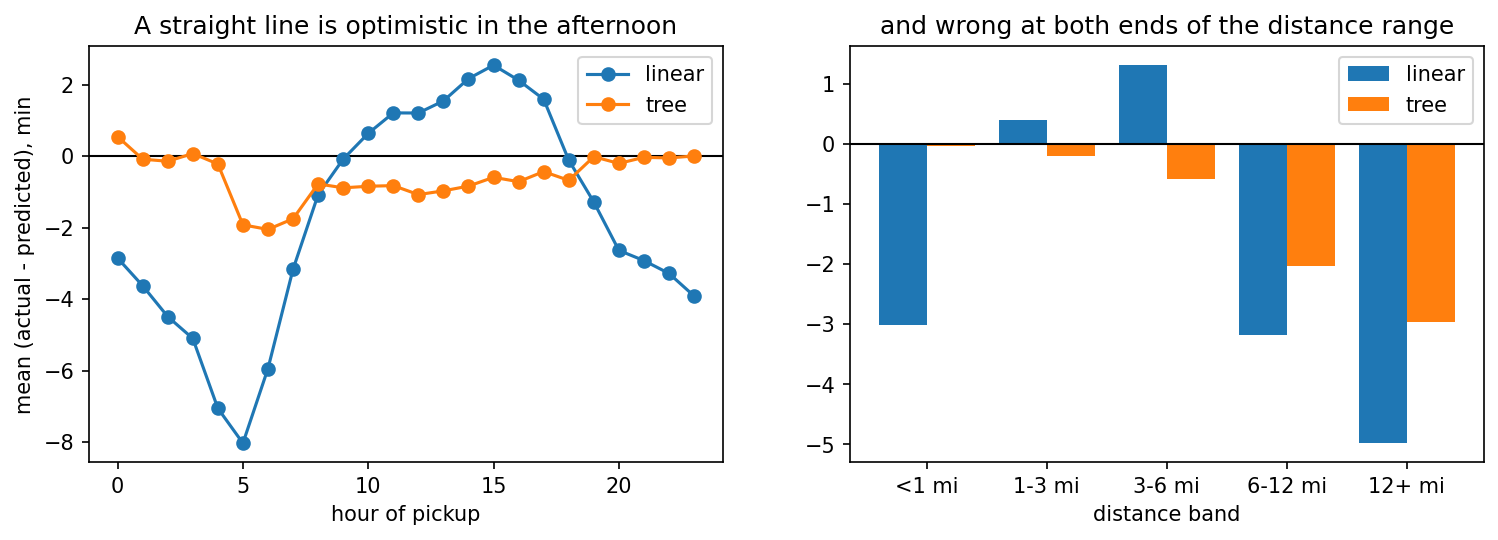 A straight line is optimistic in the afternoon
mean (actual - predicted), min
2
0
−2
−4
−6
−8
0
5
10
15
20
hour of pickup
linear
tree
and wrong at both ends of the distance range
1
0
−1
−2
−3
−4
−5
<1 mi
1-3 mi
3-6 mi
6-12 mi
12+ mi
distance band
linear
tree